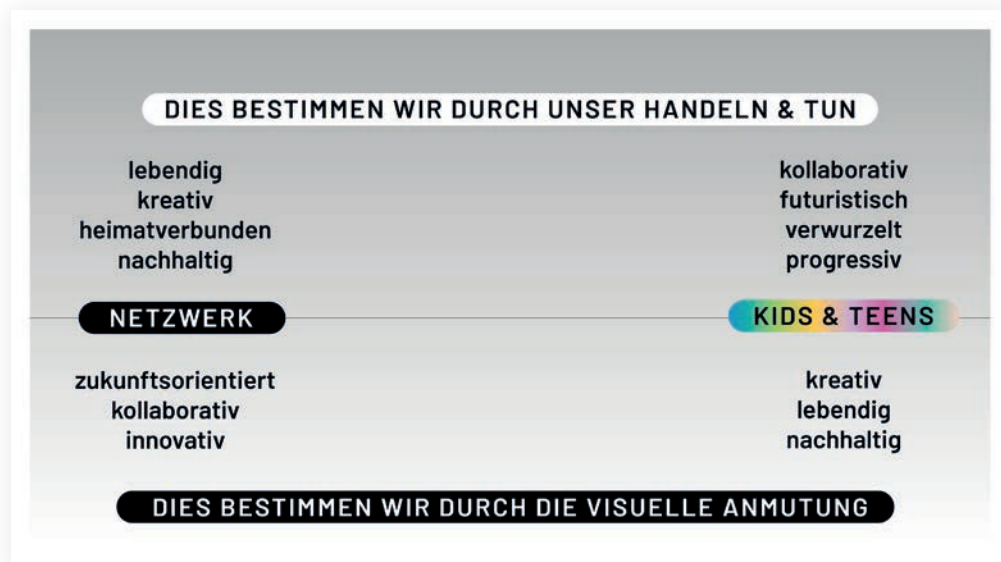 DIES BESTIMMEN WIR DURCH UNSER HANDELN & TUN
lebendig
kreativ
heimatverbunden
nachhaltig
kollaborativ
futuristisch
verwurzelt
progressiv
NETZWERK
KIDS & TEENS
zukunftsorientiert
kollaborativ
innovativ
kreativ
lebendig
nachhaltig
DIES BESTIMMEN WIR DURCH DIE VISUELLE ANMUTUNG